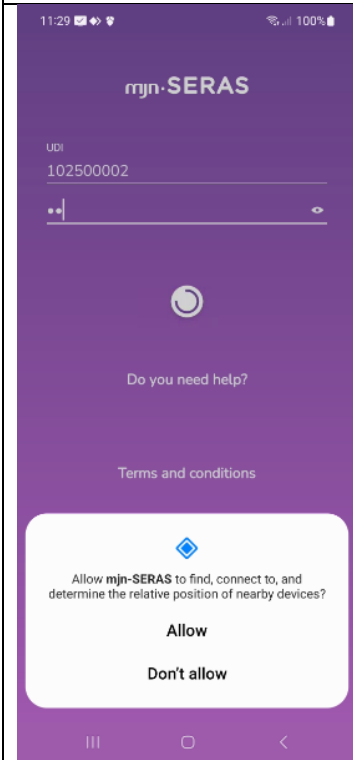 11:29 100%
mjn·SERAS
UDI
102500002
Do you need help?
Terms and conditions
Allow mjn-SERAS to find, connect to, and
determine the relative position of nearby devices?
Allow
Don't allow